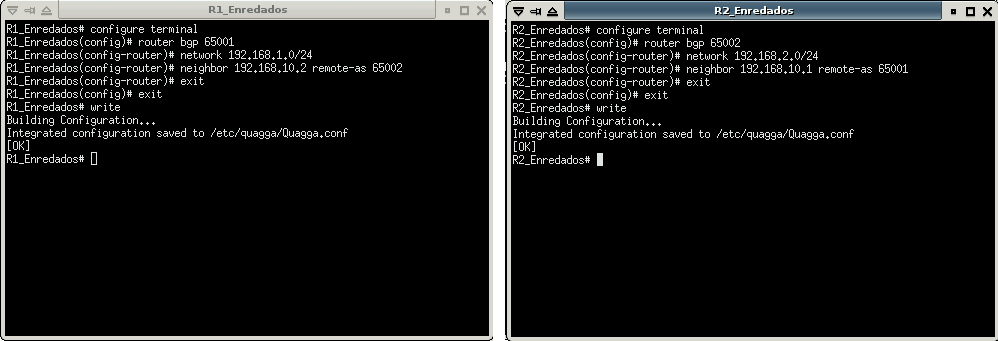 R1_Enredados
R1_Enredados# configure terminal
R1_Enredados(config)# router bgp 65001
R1_Enredados(config-router)# network 192.168.1.0/24
R1_Enredados(config-router)# neighbor 192.168.10.2 remote-as 65002
R1_Enredados(config-router)# exit
R1_Enredados(config)# exit
R1_Enredados# write
Building Configuration...
Integrated configuration saved to /etc/quagga/Quagga.conf
[OK]
R1_Enredados#
R2_Enredados
R2_Enredados# configure terminal
R2_Enredados(config)# router bgp 65002
R2_Enredados(config-router)# network 192.168.2.0/24
R2_Enredados(config-router)# neighbor 192.168.10.1 remote-as 65001
R2_Enredados(config-router)# exit
R2_Enredados(config)# exit
R2_Enredados# write
Building Configuration...
Integrated configuration saved to /etc/quagga/Quagga.conf
[OK]
R2_Enredados#